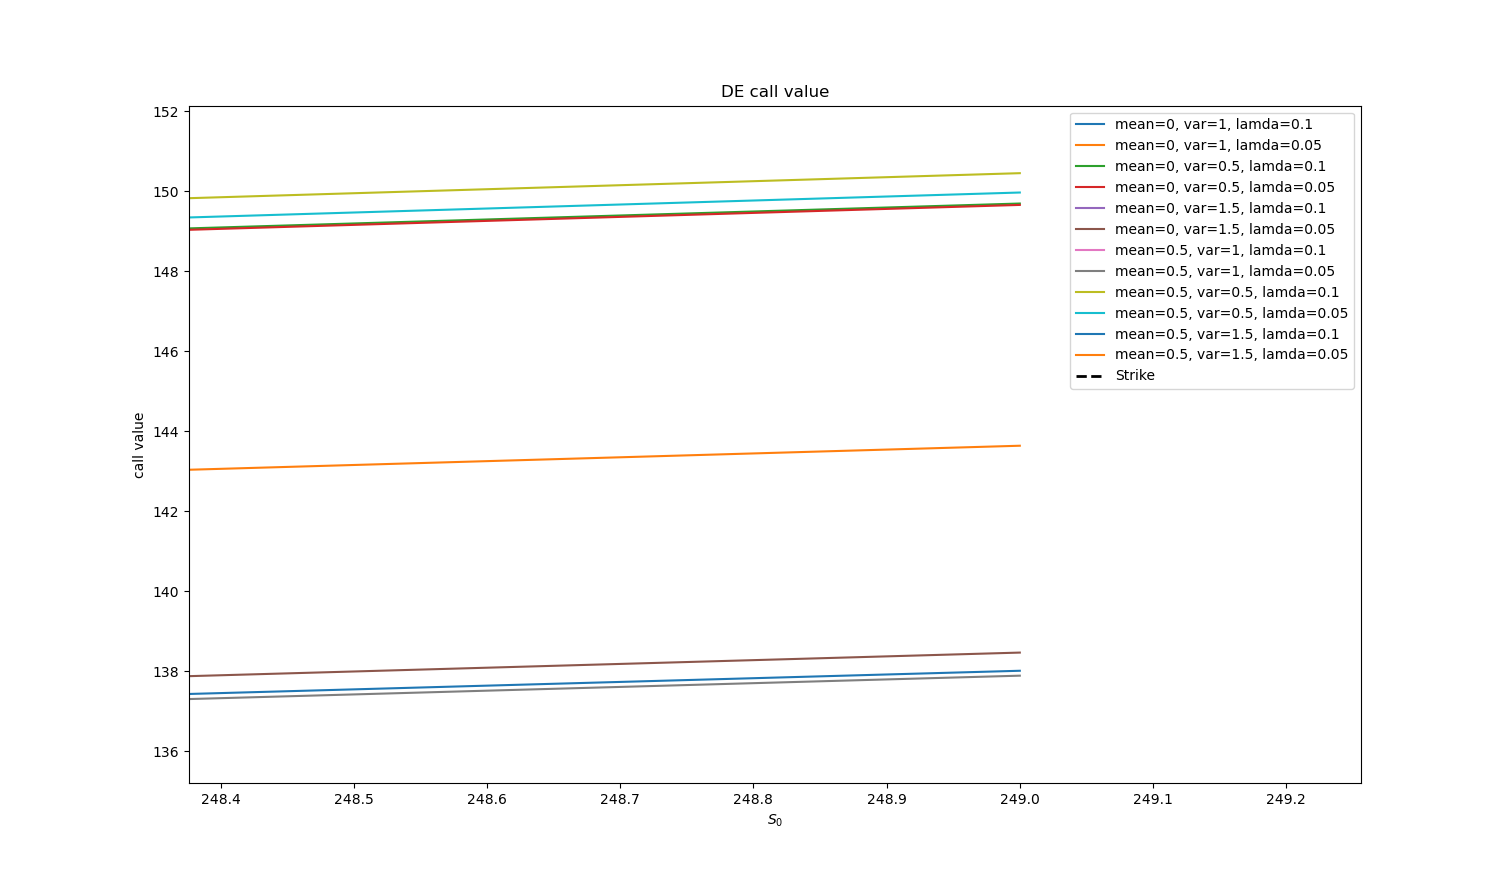 DE call value
152
150
148
146
144
142
140
138
136
call value
mean=0, var=1, lamda=0.1
mean=0, var=1, lamda=0.05
mean=0, var=0.5, lamda=0.1
mean=0, var=0.5, lamda=0.05
mean=0, var=1.5, lamda=0.1
mean=0, var=1.5, lamda=0.05
mean=0.5, var=1, lamda=0.1
mean=0.5, var=1, lamda=0.05
mean=0.5, var=0.5, lamda=0.1
mean=0.5, var=0.5, lamda=0.05
mean=0.5, var=1.5, lamda=0.1
mean=0.5, var=1.5, lamda=0.05
Strike
248.4 248.5 248.6 248.7 248.8 248.9 249.0 249.1 249.2
S₀